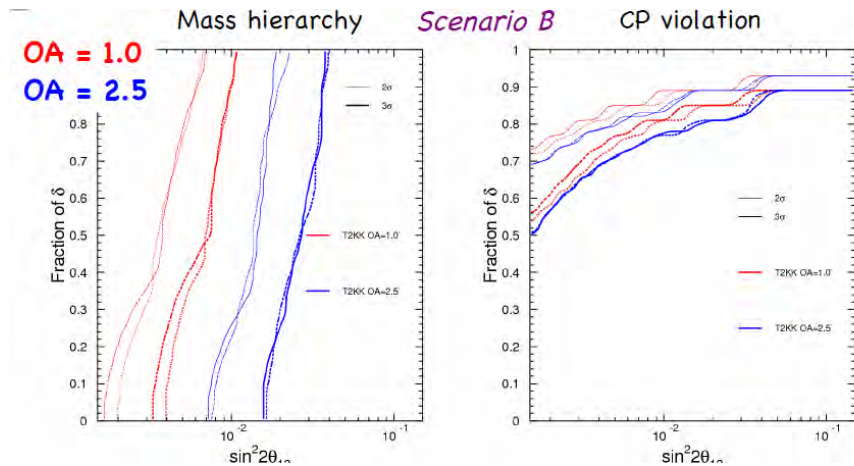 Mass hierarchy
Scenario B
CP violation
OA = 1.0
OA = 2.5
Fraction of δ
0.8
0.7
0.6
0.5
0.4
0.3
0.2
0.1
0
2σ
3σ
T2KK OA=1.0
T2KK OA=2.5
10⁻²
10⁻¹
sin²2θ₁₃
Fraction of δ
1
0.9
0.8
0.7
0.6
0.5
0.4
0.3
0.2
0.1
0
2σ
3σ
T2KK OA=1.0
T2KK OA=2.5
10⁻²
10⁻¹
sin²2θ₁₃